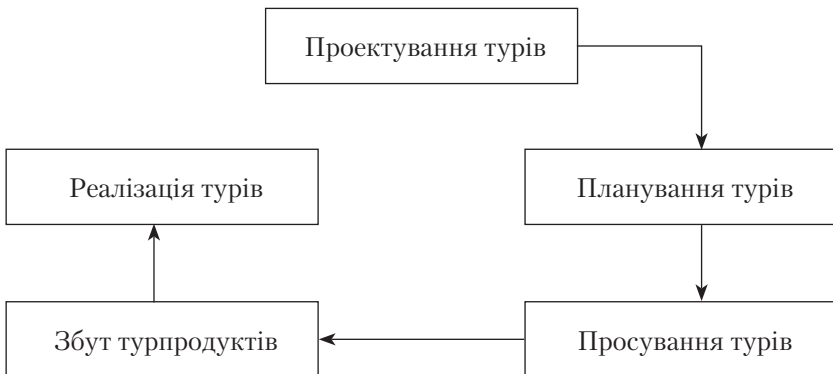 Проектування турів
Реалізація турів
Планування турів
Збут турпродуктів
Просування турів